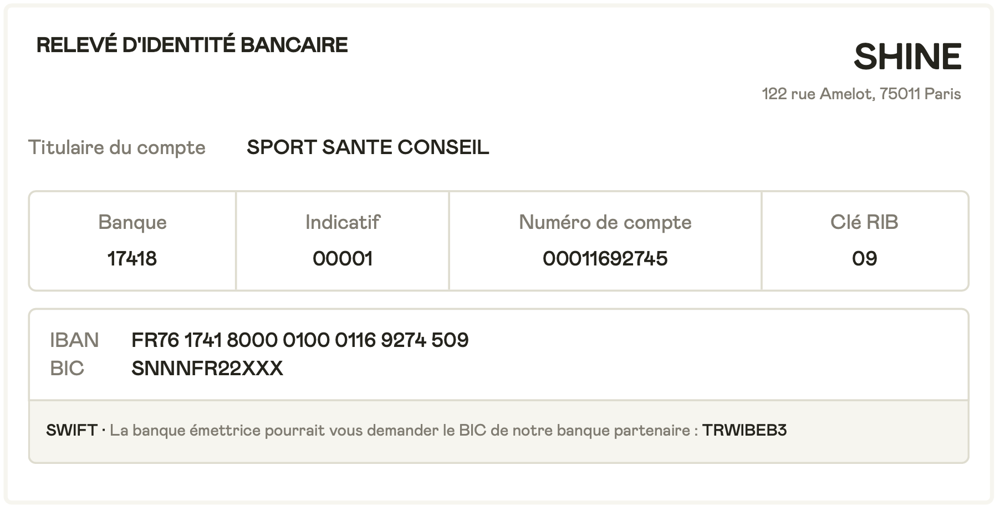 RELEVÉ D'IDENTITÉ BANCAIRE
SHINE
122 rue Amelot, 75011 Paris
Titulaire du compte SPORT SANTE CONSEIL
Banque Indicatif Numéro de compte Clé RIB
17418 00001 00011692745 09
IBAN FR76 1741 8000 0100 0116 9274 509
BIC SNNNFR22XXX
SWIFT · La banque émettrice pourrait vous demander le BIC de notre banque partenaire : TRWIBEB3